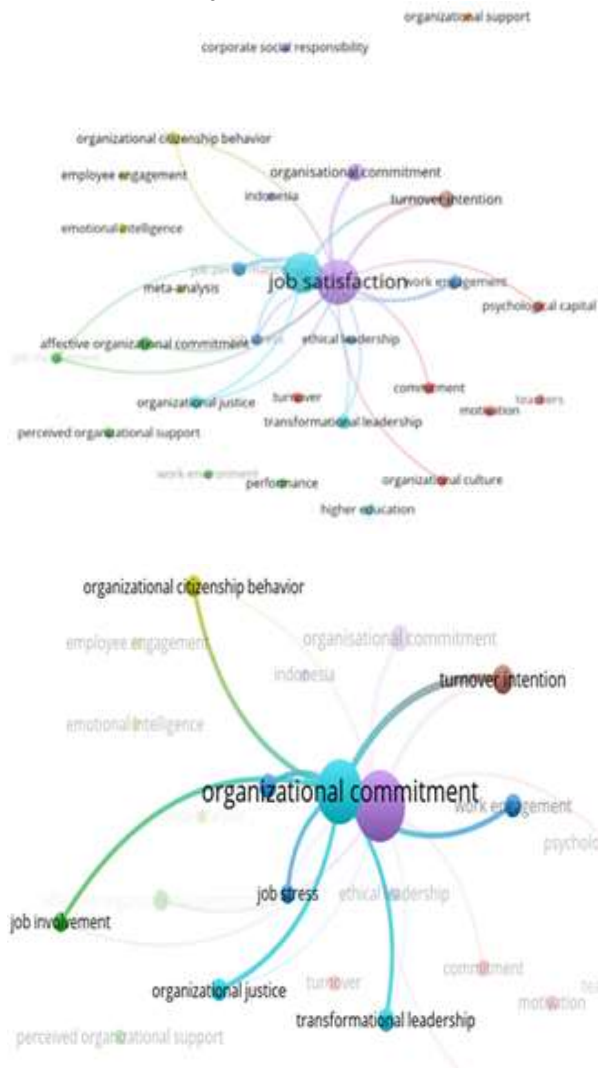 organizational support
corporate social responsibility
organizational citizenship behavior
organisational commitment
employee engagement
indonesia
turnover intention
emotional intelligence
job satisfaction
work engagement
meta-analysis
psychological capital
affective organizational commitment
ethical leadership
commitment
organizational justice
turnover
teachers
motivation
transformational leadership
perceived organizational support
work environment
performance
organizational culture
higher education
organizational citizenship behavior
employee engagement
organisational commitment
indonesia
turnover intention
emotional intelligence
organizational commitment
work engagement
psycholo
job stress
ethical leadership
job involvement
commitment
turnover
organizational justice
motivation
transformational leadership
perceived organizational support